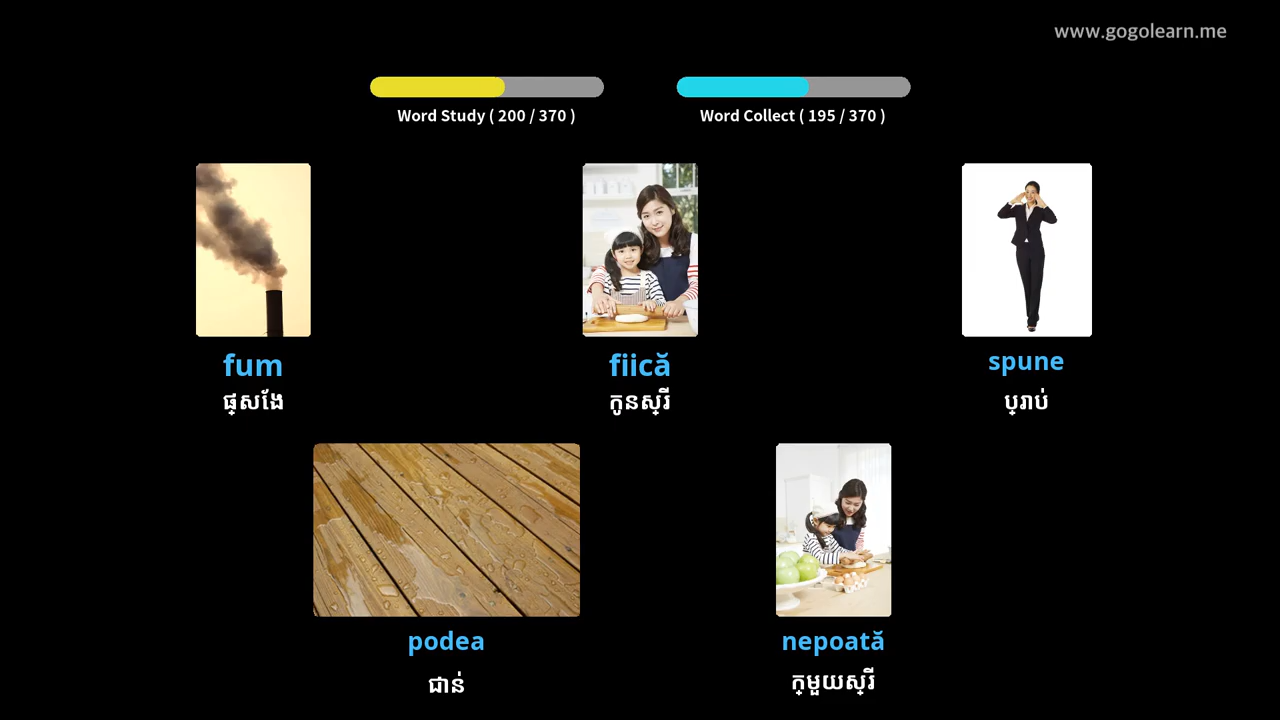 www.gogolearn.me
Word Study ( 200 / 370 )
Word Collect ( 195 / 370 )
fum
ផ្សែង
fiică
កូនស្រី
spune
ប្រាប់
podea
ជាន់
nepoată
ក្មួយស្រី